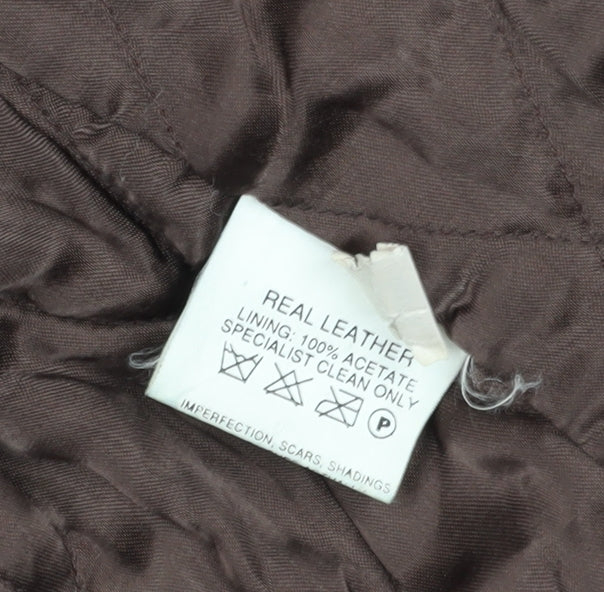 REAL LEATHER
LINING: 100% ACETATE
SPECIALIST CLEAN ONLY
P
IMPERFECTION, SCARS, SHADINGS